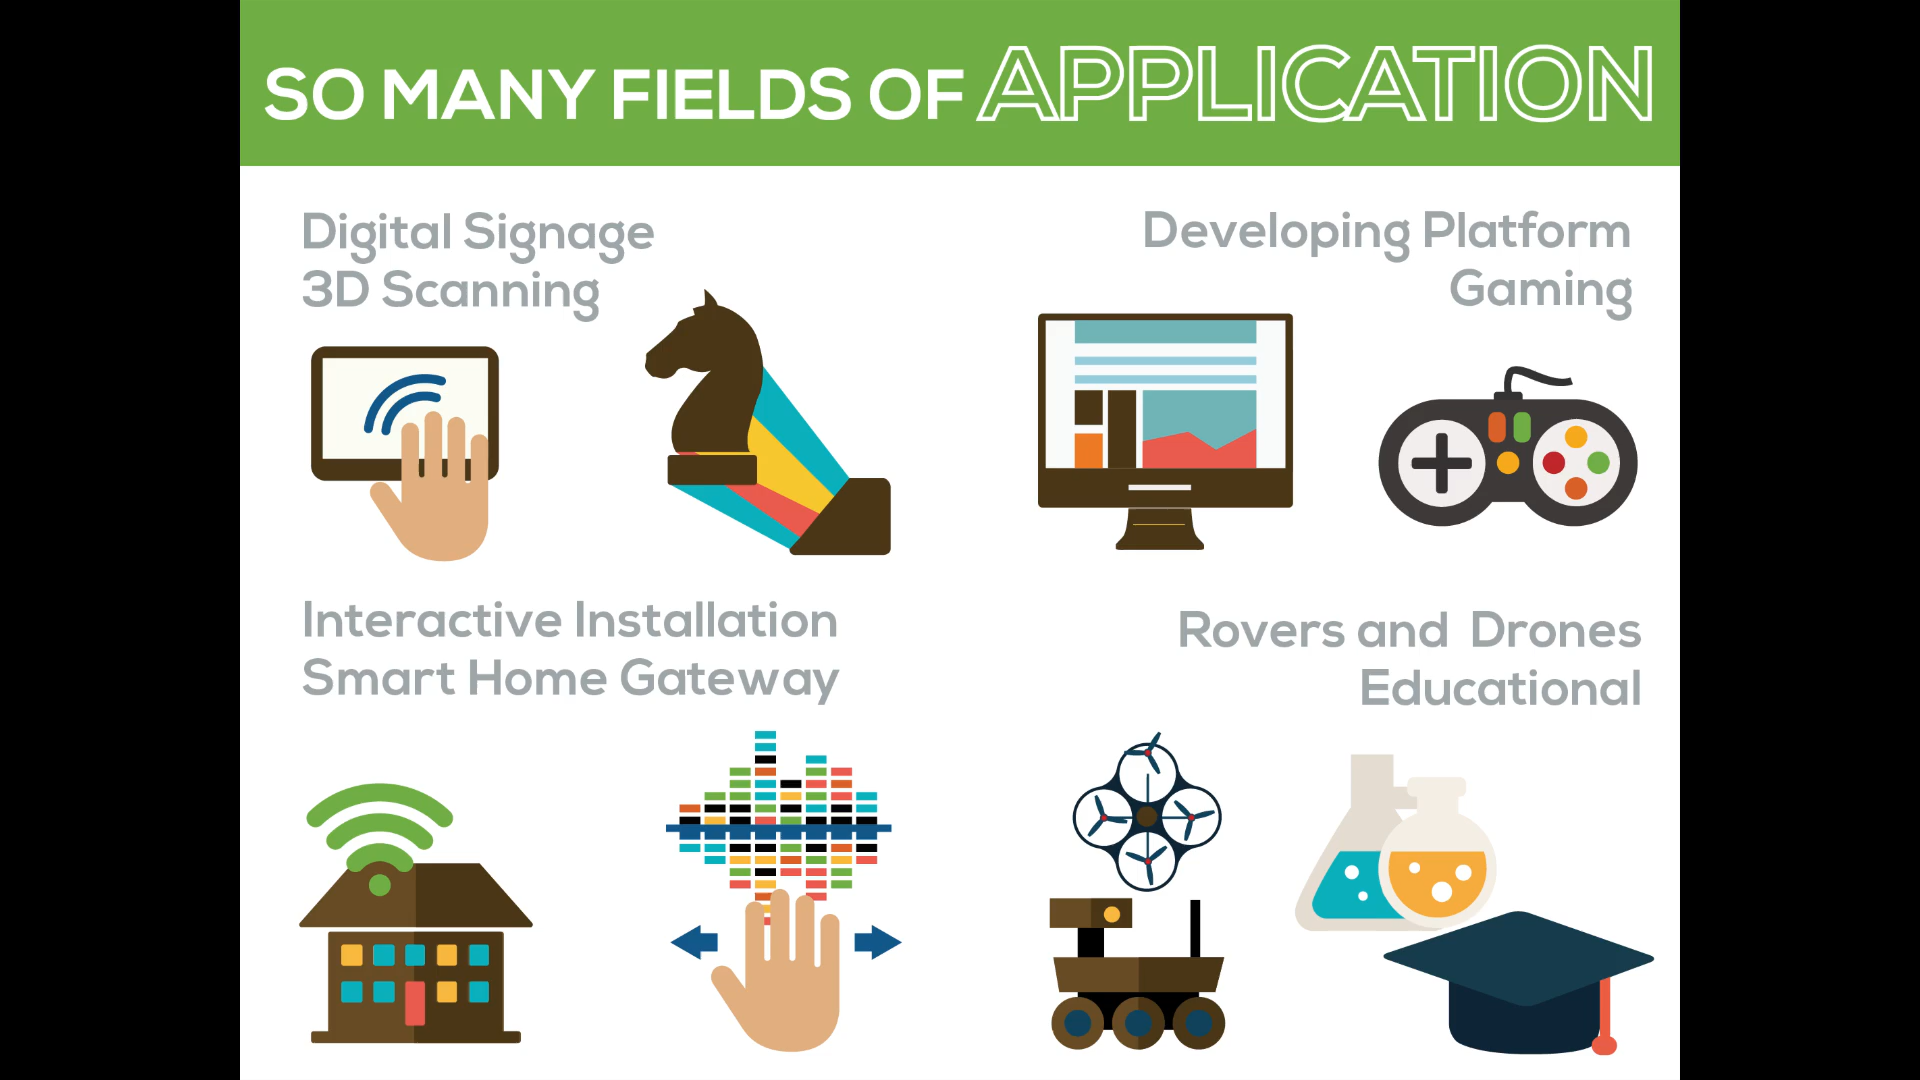 SO MANY FIELDS OF APPLICATION
Digital Signage
3D Scanning
Developing Platform
Gaming
Interactive Installation
Smart Home Gateway
Rovers and Drones
Educational